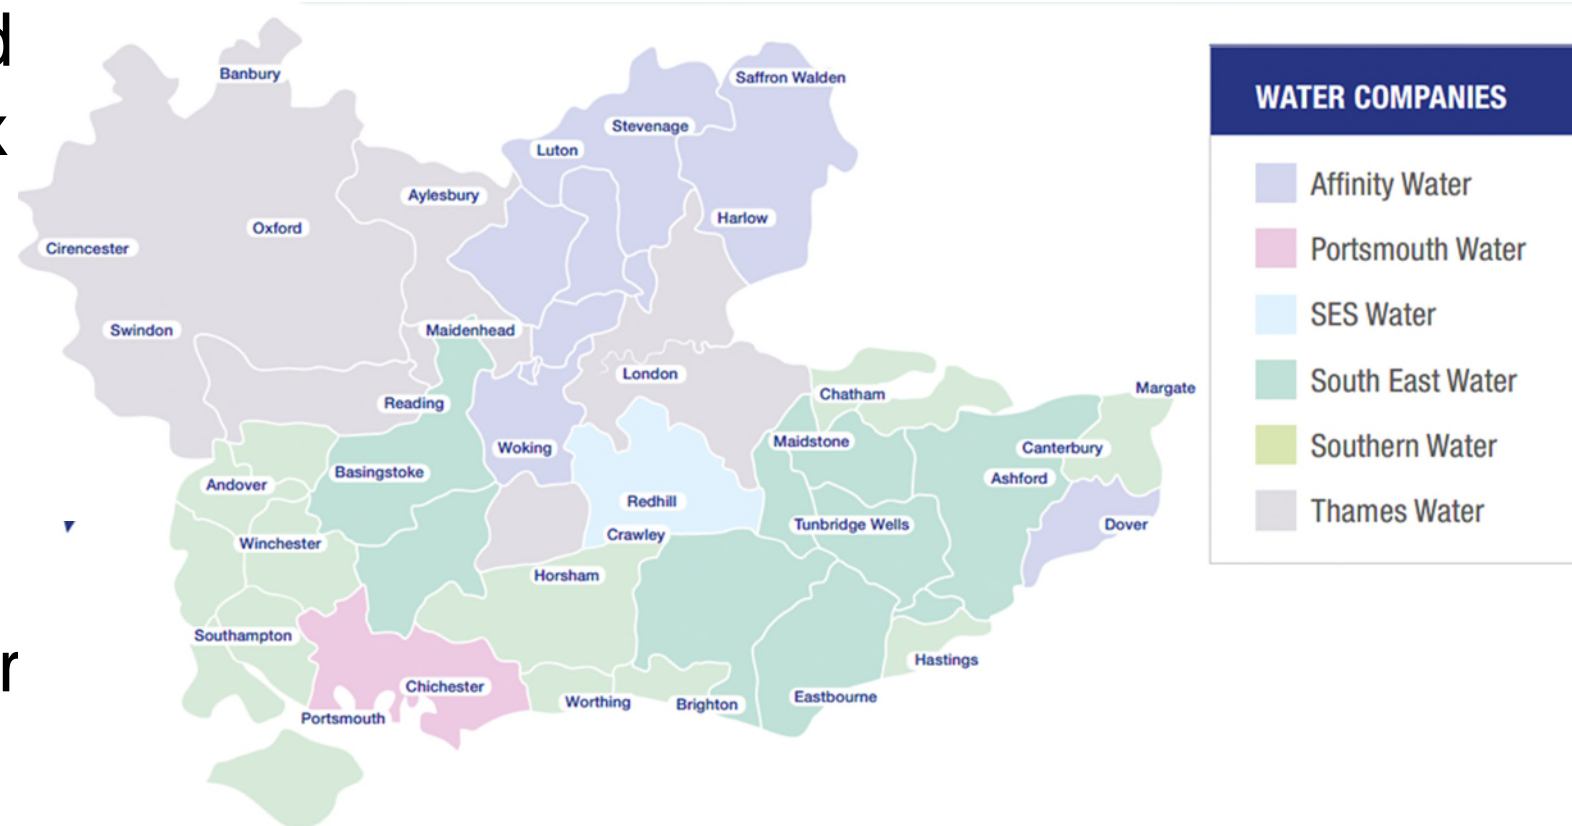 d
k
r
Banbury
Saffron Walden
Stevenage
Luton
Aylesbury
Harlow
Oxford
Cirencester
Swindon
Maidenhead
London
Reading
Chatham
Margate
Woking
Maidstone
Canterbury
Basingstoke
Ashford
Andover
Redhill
Tunbridge Wells
Dover
Crawley
Winchester
Horsham
Southampton
Hastings
Chichester
Eastbourne
Worthing
Brighton
Portsmouth
WATER COMPANIES
Affinity Water
Portsmouth Water
SES Water
South East Water
Southern Water
Thames Water